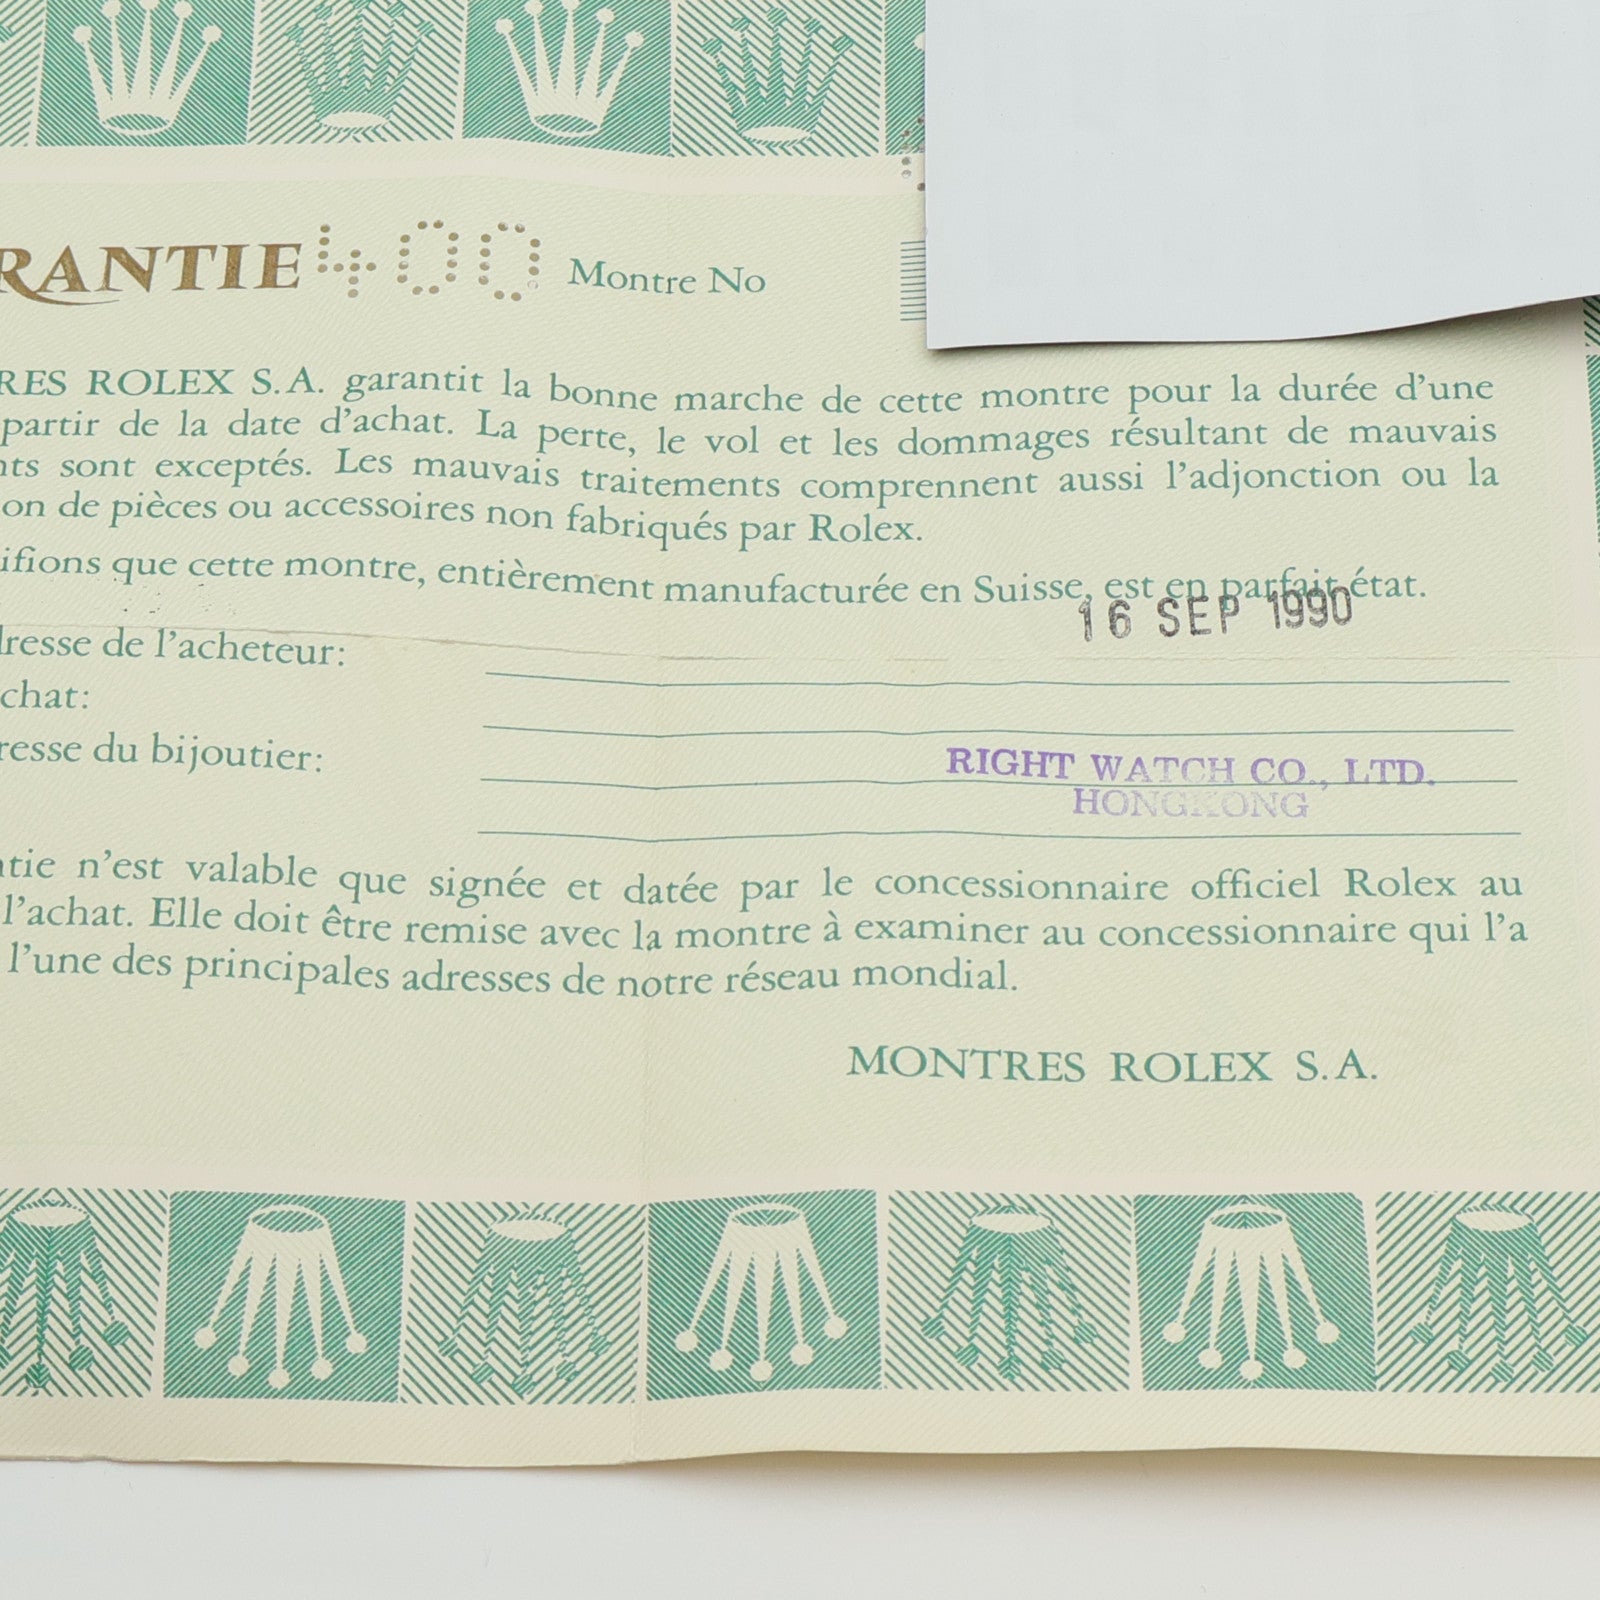 RANTIE 400 Montre No
RES ROLEX S.A. garantit la bonne marche de cette montre pour la durée d'une
partir de la date d'achat. La perte, le vol et les dommages résultant de mauvais
nts sont exceptés. Les mauvais traitements comprennent aussi l'adjonction ou la
on de pièces ou accessoires non fabriqués par Rolex.
ifions que cette montre, entièrement manufacturée en Suisse, est en parfait état.
16 SEP 1990
dresse de l'acheteur:
chat:
resse du bijoutier:
RIGHT WATCH CO., LTD.
HONGKONG
ntie n'est valable que signée et datée par le concessionnaire officiel Rolex au
l'achat. Elle doit être remise avec la montre à examiner au concessionnaire qui l'a
l'une des principales adresses de notre réseau mondial.
MONTRES ROLEX S.A.